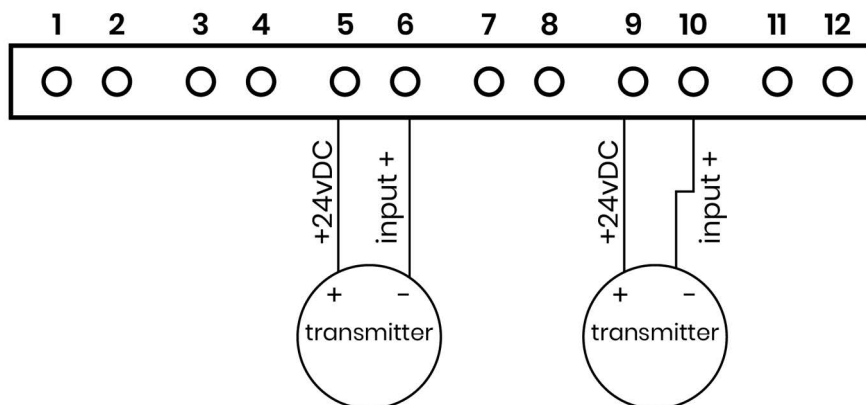 1 2 3 4 5 6 7 8 9 10 11 12
+24vDC
input +
+24vDC
input +
+ −
transmitter
+ −
transmitter